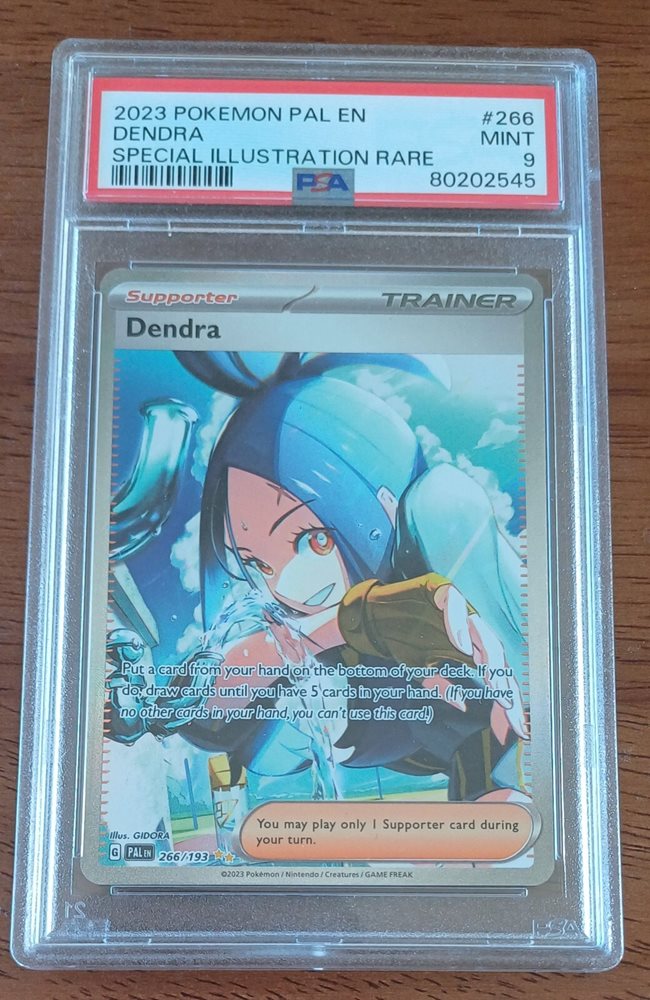 2023 POKEMON PAL EN #266
DENDRA MINT
SPECIAL ILLUSTRATION RARE 9
PSA 80202545
Supporter TRAINER
Dendra
Put a card from your hand on the bottom of your deck. If you
do, draw cards until you have 5 cards in your hand. (If you have
no other cards in your hand, you can't use this card.)
You may play only 1 Supporter card during
your turn.
Illus. GIDORA
G PAL EN 266/193
©2023 Pokémon / Nintendo / Creatures / GAME FREAK